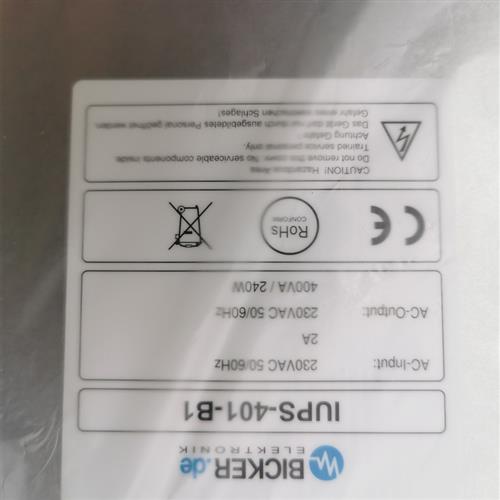 BICKER.de
ELEKTRONIK
IUPS-401-B1
AC-Input: 230VAC 50/60Hz
2A
AC-Output: 230VAC 50/60Hz
400VA / 240W
CE
RoHS
CONFORM
CAUTION! Hazardous Area
Do not remove this cover. No serviceable components inside
Trained service personal only.
Achtung Gefahr!
Das Gerät darf nur durch ausgebildetes Personal geöffnet werden.
Gefahr eines elektrischen Schlages!